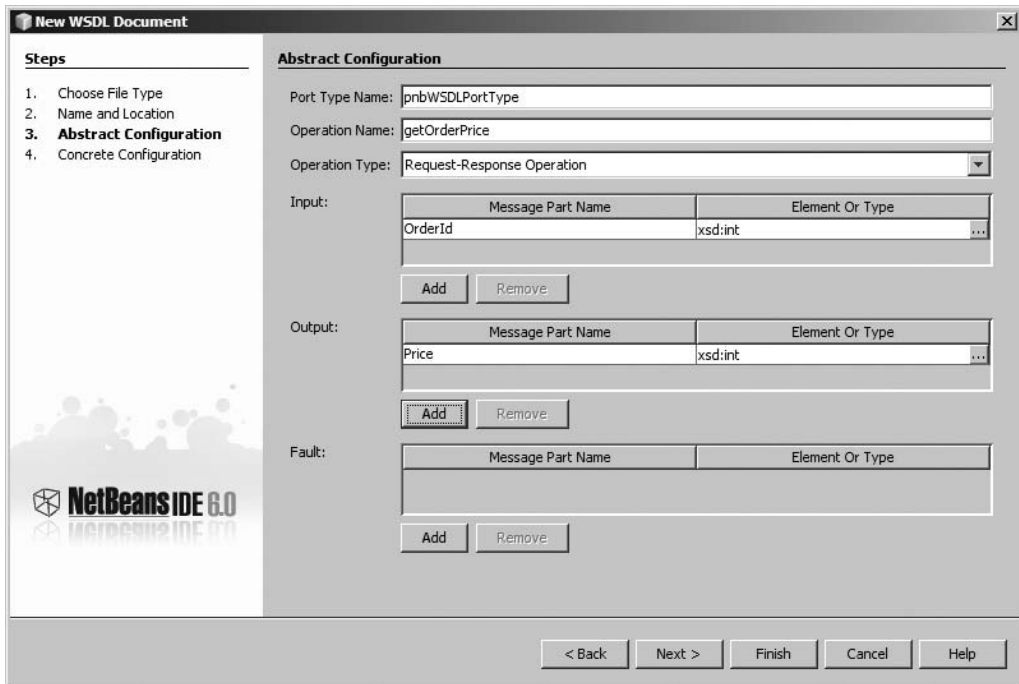 New WSDL Document
Steps
1. Choose File Type
2. Name and Location
3. Abstract Configuration
4. Concrete Configuration
Abstract Configuration
Port Type Name: pnbWSDLPortType
Operation Name: getOrderPrice
Operation Type: Request-Response Operation
Input:
Message Part Name Element Or Type
OrderId xsd:int ...
Add Remove
Output:
Message Part Name Element Or Type
Price xsd:int ...
Add Remove
Fault:
Message Part Name Element Or Type
Add Remove
NetBeans IDE 6.0
< Back Next > Finish Cancel Help